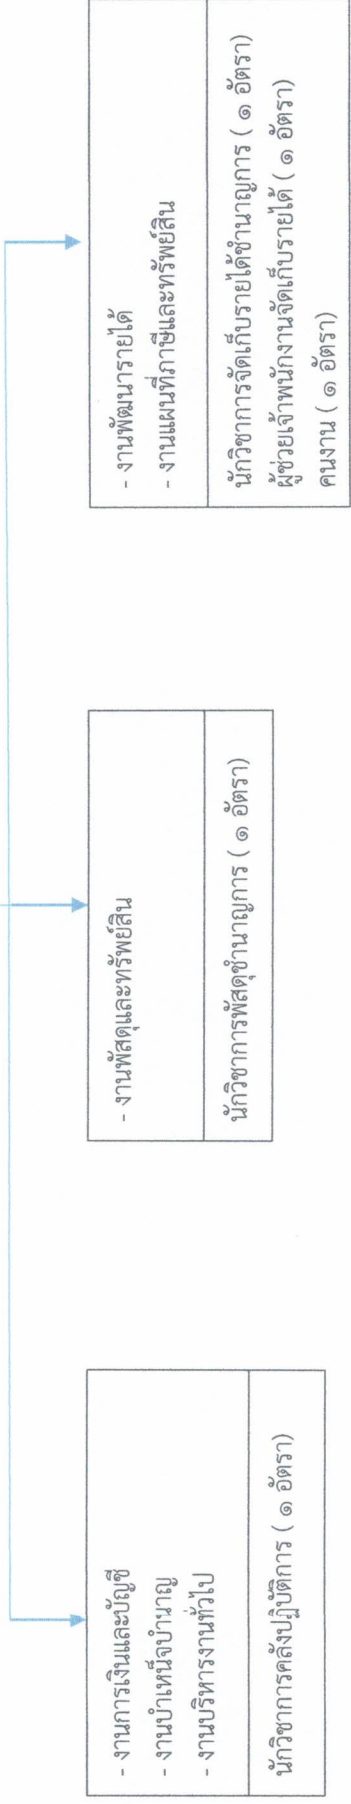 - งานการเงินและบัญชี
- งานบำเหน็จบำนาญ
- งานบริหารงานทั่วไป
นักวิชาการคลังปฏิบัติการ ( ๑ อัตรา)
- งานพัสดุและทรัพย์สิน
นักวิชาการพัสดุชำนาญการ ( ๑ อัตรา)
- งานพัฒนารายได้
- งานแผนที่ภาษีและทรัพย์สิน
นักวิชาการจัดเก็บรายได้ชำนาญการ ( ๑ อัตรา)
ผู้ช่วยเจ้าพนักงานจัดเก็บรายได้ ( ๑ อัตรา)
คนงาน ( ๑ อัตรา)